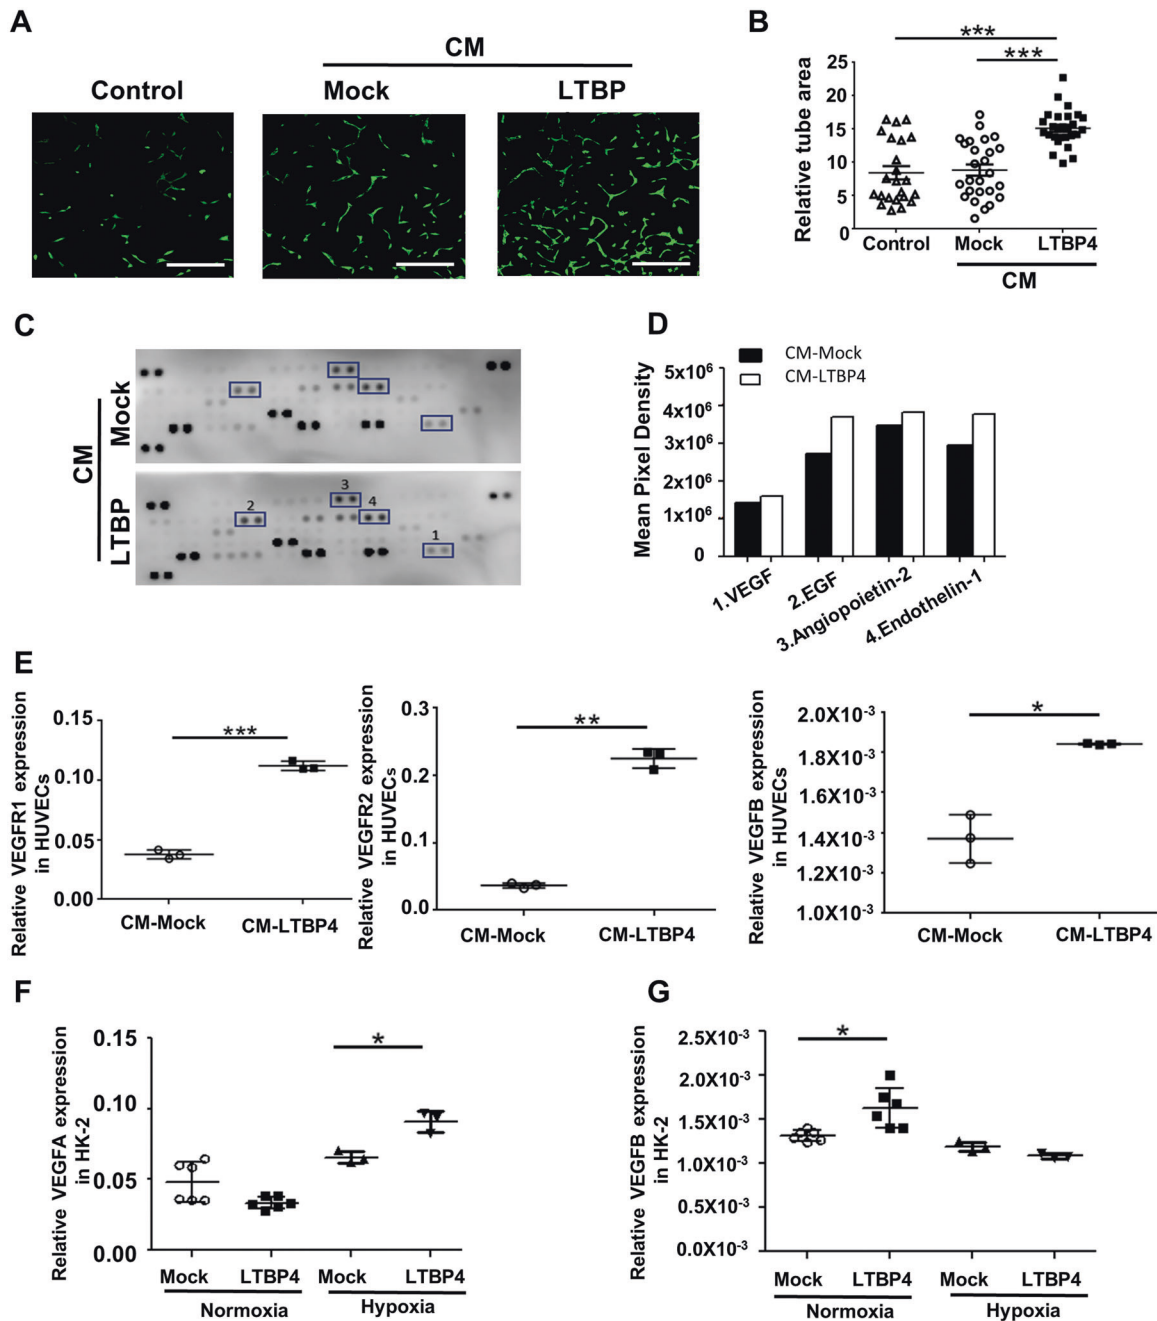 A
CM
Control
Mock
LTBP
B
***
***
Relative tube area
25
20
15
10
5
0
Control
Mock
LTBP4
CM
C
CM
Mock
LTBP
3
2
4
1
D
CM-Mock
CM-LTBP4
Mean Pixel Density
5x10⁶
4x10⁶
3x10⁶
2x10⁶
1x10⁶
0
1.VEGF
2.EGF
3.Angiopoietin-2
4.Endothelin-1
E
Relative VEGFR1 expression
in HUVECs
0.15
0.10
0.05
0.00
***
CM-Mock
CM-LTBP4
Relative VEGFR2 expression
in HUVECs
0.3
0.2
0.1
0.0
**
CM-Mock
CM-LTBP4
Relative VEGFB expression
in HUVECs
2.0X10⁻³
1.8X10⁻³
1.6X10⁻³
1.4X10⁻³
1.2X10⁻³
1.0X10⁻³
*
CM-Mock
CM-LTBP4
F
Relative VEGFA expression
in HK-2
0.15
0.10
0.05
0.00
*
Mock
LTBP4
Mock
LTBP4
Normoxia
Hypoxia
G
Relative VEGFB expression
in HK-2
2.5X10⁻³
2.0X10⁻³
1.5X10⁻³
1.0X10⁻³
5.0X10⁻³
0.0X10⁻³
*
Mock
LTBP4
Mock
LTBP4
Normoxia
Hypoxia